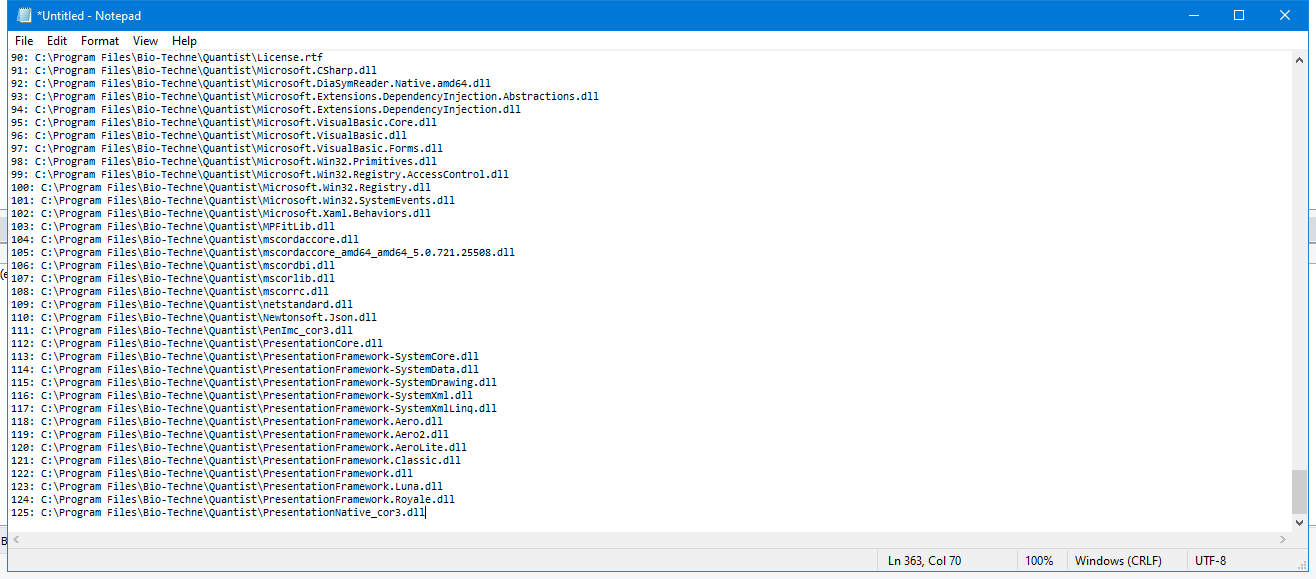 *Untitled - Notepad
File Edit Format View Help
90: C:\Program Files\Bio-Techne\Quantist\License.rtf
91: C:\Program Files\Bio-Techne\Quantist\Microsoft.CSharp.dll
92: C:\Program Files\Bio-Techne\Quantist\Microsoft.DiaSymReader.Native.amd64.dll
93: C:\Program Files\Bio-Techne\Quantist\Microsoft.Extensions.DependencyInjection.Abstractions.dll
94: C:\Program Files\Bio-Techne\Quantist\Microsoft.Extensions.DependencyInjection.dll
95: C:\Program Files\Bio-Techne\Quantist\Microsoft.VisualBasic.Core.dll
96: C:\Program Files\Bio-Techne\Quantist\Microsoft.VisualBasic.dll
97: C:\Program Files\Bio-Techne\Quantist\Microsoft.VisualBasic.Forms.dll
98: C:\Program Files\Bio-Techne\Quantist\Microsoft.Win32.Primitives.dll
99: C:\Program Files\Bio-Techne\Quantist\Microsoft.Win32.Registry.AccessControl.dll
100: C:\Program Files\Bio-Techne\Quantist\Microsoft.Win32.Registry.dll
101: C:\Program Files\Bio-Techne\Quantist\Microsoft.Win32.SystemEvents.dll
102: C:\Program Files\Bio-Techne\Quantist\Microsoft.Xaml.Behaviors.dll
103: C:\Program Files\Bio-Techne\Quantist\MPFitLib.dll
104: C:\Program Files\Bio-Techne\Quantist\mscordaccore.dll
105: C:\Program Files\Bio-Techne\Quantist\mscordaccore_amd64_amd64_5.0.721.25508.dll
106: C:\Program Files\Bio-Techne\Quantist\mscordbi.dll
107: C:\Program Files\Bio-Techne\Quantist\mscorlib.dll
108: C:\Program Files\Bio-Techne\Quantist\mscorrc.dll
109: C:\Program Files\Bio-Techne\Quantist\netstandard.dll
110: C:\Program Files\Bio-Techne\Quantist\Newtonsoft.Json.dll
111: C:\Program Files\Bio-Techne\Quantist\PenImc_cor3.dll
112: C:\Program Files\Bio-Techne\Quantist\PresentationCore.dll
113: C:\Program Files\Bio-Techne\Quantist\PresentationFramework-SystemCore.dll
114: C:\Program Files\Bio-Techne\Quantist\PresentationFramework-SystemData.dll
115: C:\Program Files\Bio-Techne\Quantist\PresentationFramework-SystemDrawing.dll
116: C:\Program Files\Bio-Techne\Quantist\PresentationFramework-SystemXml.dll
117: C:\Program Files\Bio-Techne\Quantist\PresentationFramework-SystemXmlLinq.dll
118: C:\Program Files\Bio-Techne\Quantist\PresentationFramework.Aero.dll
119: C:\Program Files\Bio-Techne\Quantist\PresentationFramework.Aero2.dll
120: C:\Program Files\Bio-Techne\Quantist\PresentationFramework.AeroLite.dll
121: C:\Program Files\Bio-Techne\Quantist\PresentationFramework.Classic.dll
122: C:\Program Files\Bio-Techne\Quantist\PresentationFramework.dll
123: C:\Program Files\Bio-Techne\Quantist\PresentationFramework.Luna.dll
124: C:\Program Files\Bio-Techne\Quantist\PresentationFramework.Royale.dll
125: C:\Program Files\Bio-Techne\Quantist\PresentationNative_cor3.dll
Ln 363, Col 70 100% Windows (CRLF) UTF-8